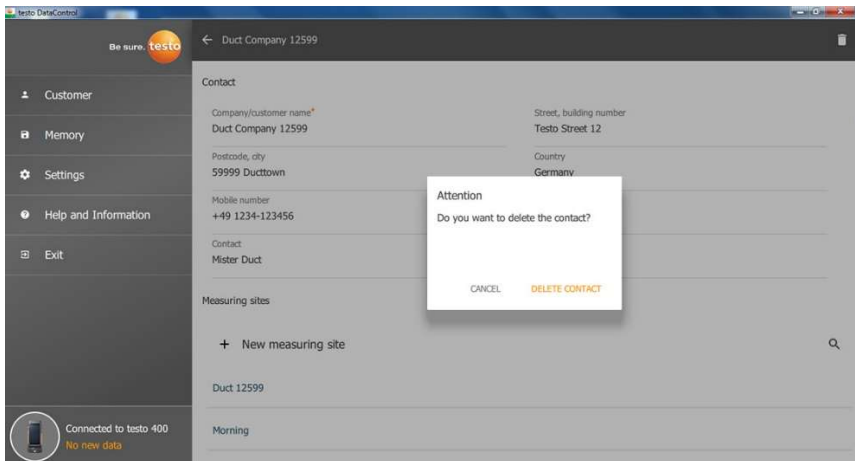 testo DataControl
Be sure. testo
Duct Company 12599
Customer
Memory
Settings
Help and Information
Exit
Connected to testo 400
No new data
Contact
Company/customer name*
Duct Company 12599
Street, building number
Testo Street 12
Postcode, city
59999 Ducttown
Country
Germany
Mobile number
+49 1234-123456
Contact
Mister Duct
Attention
Do you want to delete the contact?
CANCEL
DELETE CONTACT
Measuring sites
+ New measuring site
Duct 12599
Morning